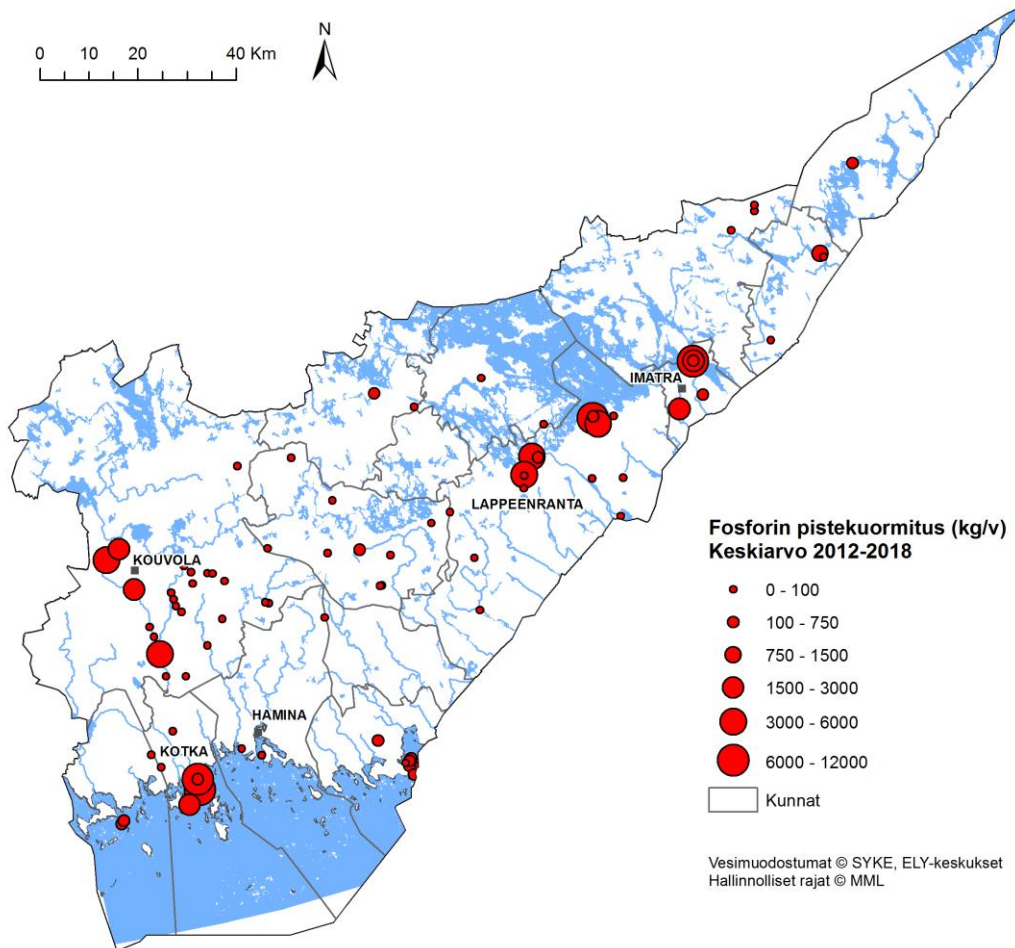 N
0 10 20 40 Km
IMATRA
LAPPEENRANTA
KOUVOLA
HAMINA
KOTKA
Fosforin pistekuormitus (kg/v)
Keskiarvo 2012-2018
0 - 100
100 - 750
750 - 1500
1500 - 3000
3000 - 6000
6000 - 12000
Kunnat
Vesimuodostumat © SYKE, ELY-keskukset
Hallinnolliset rajat © MML